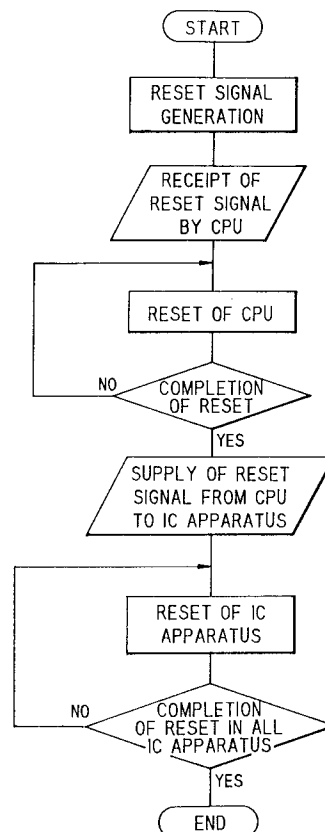 START
RESET SIGNAL
GENERATION
RECEIPT OF
RESET SIGNAL
BY CPU
RESET OF CPU
NO
COMPLETION
OF RESET
YES
SUPPLY OF RESET
SIGNAL FROM CPU
TO IC APPARATUS
RESET OF IC
APPARATUS
NO
COMPLETION
OF RESET IN ALL
IC APPARATUS
YES
END